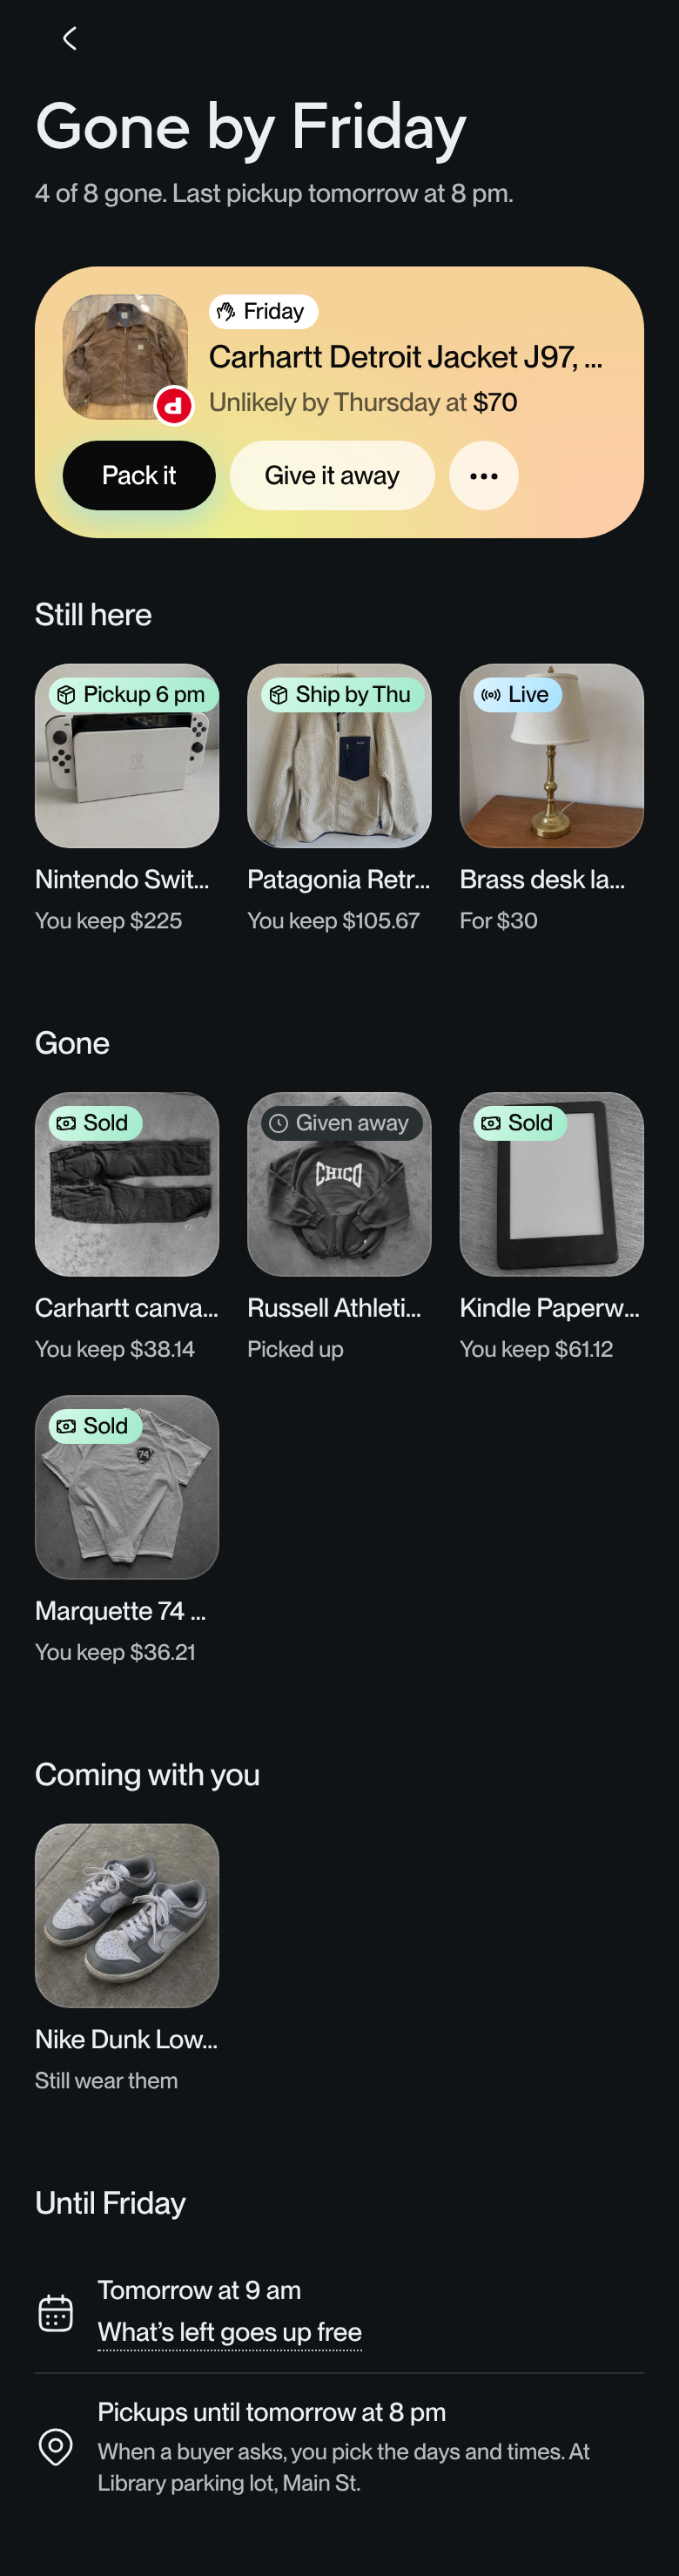 Gone by Friday
4 of 8 gone. Last pickup tomorrow at 8 pm.
Friday
Carhartt Detroit Jacket J97, ...
Unlikely by Thursday at $70
Pack it
Give it away
Still here
Pickup 6 pm
Ship by Thu
Live
Nintendo Swit...
Patagonia Retr...
Brass desk la...
You keep $225
You keep $105.67
For $30
Gone
Sold
Given away
Sold
CHICO
Carhartt canva...
Russell Athleti...
Kindle Paperw...
You keep $38.14
Picked up
You keep $61.12
Sold
74
Marquette 74 ...
You keep $36.21
Coming with you
Nike Dunk Low...
Still wear them
Until Friday
Tomorrow at 9 am
What's left goes up free
Pickups until tomorrow at 8 pm
When a buyer asks, you pick the days and times. At
Library parking lot, Main St.